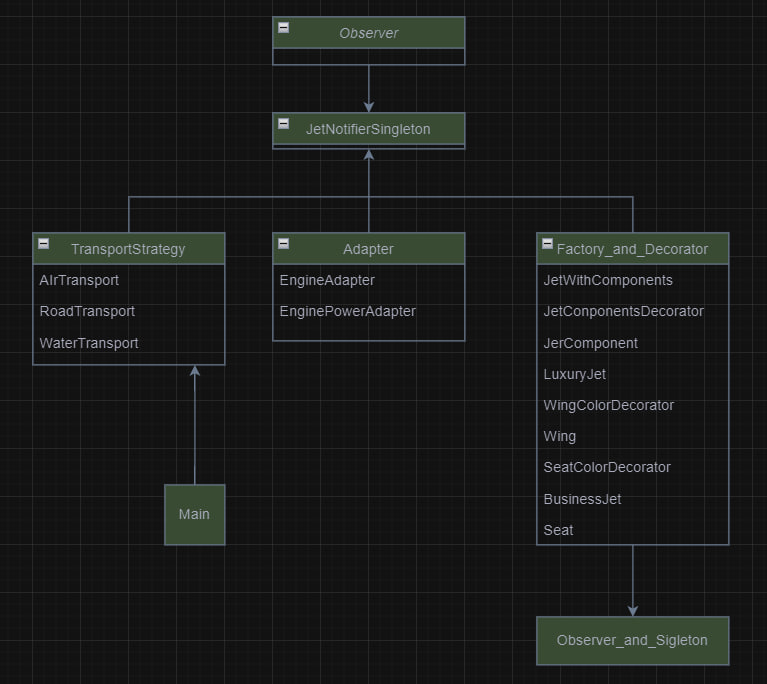 Observer
JetNotifierSingleton
TransportStrategy
AIrTransport
RoadTransport
WaterTransport
Adapter
EngineAdapter
EnginePowerAdapter
Factory_and_Decorator
JetWithComponents
JetConponentsDecorator
JerComponent
LuxuryJet
WingColorDecorator
Wing
SeatColorDecorator
BusinessJet
Seat
Main
Observer_and_Sigleton